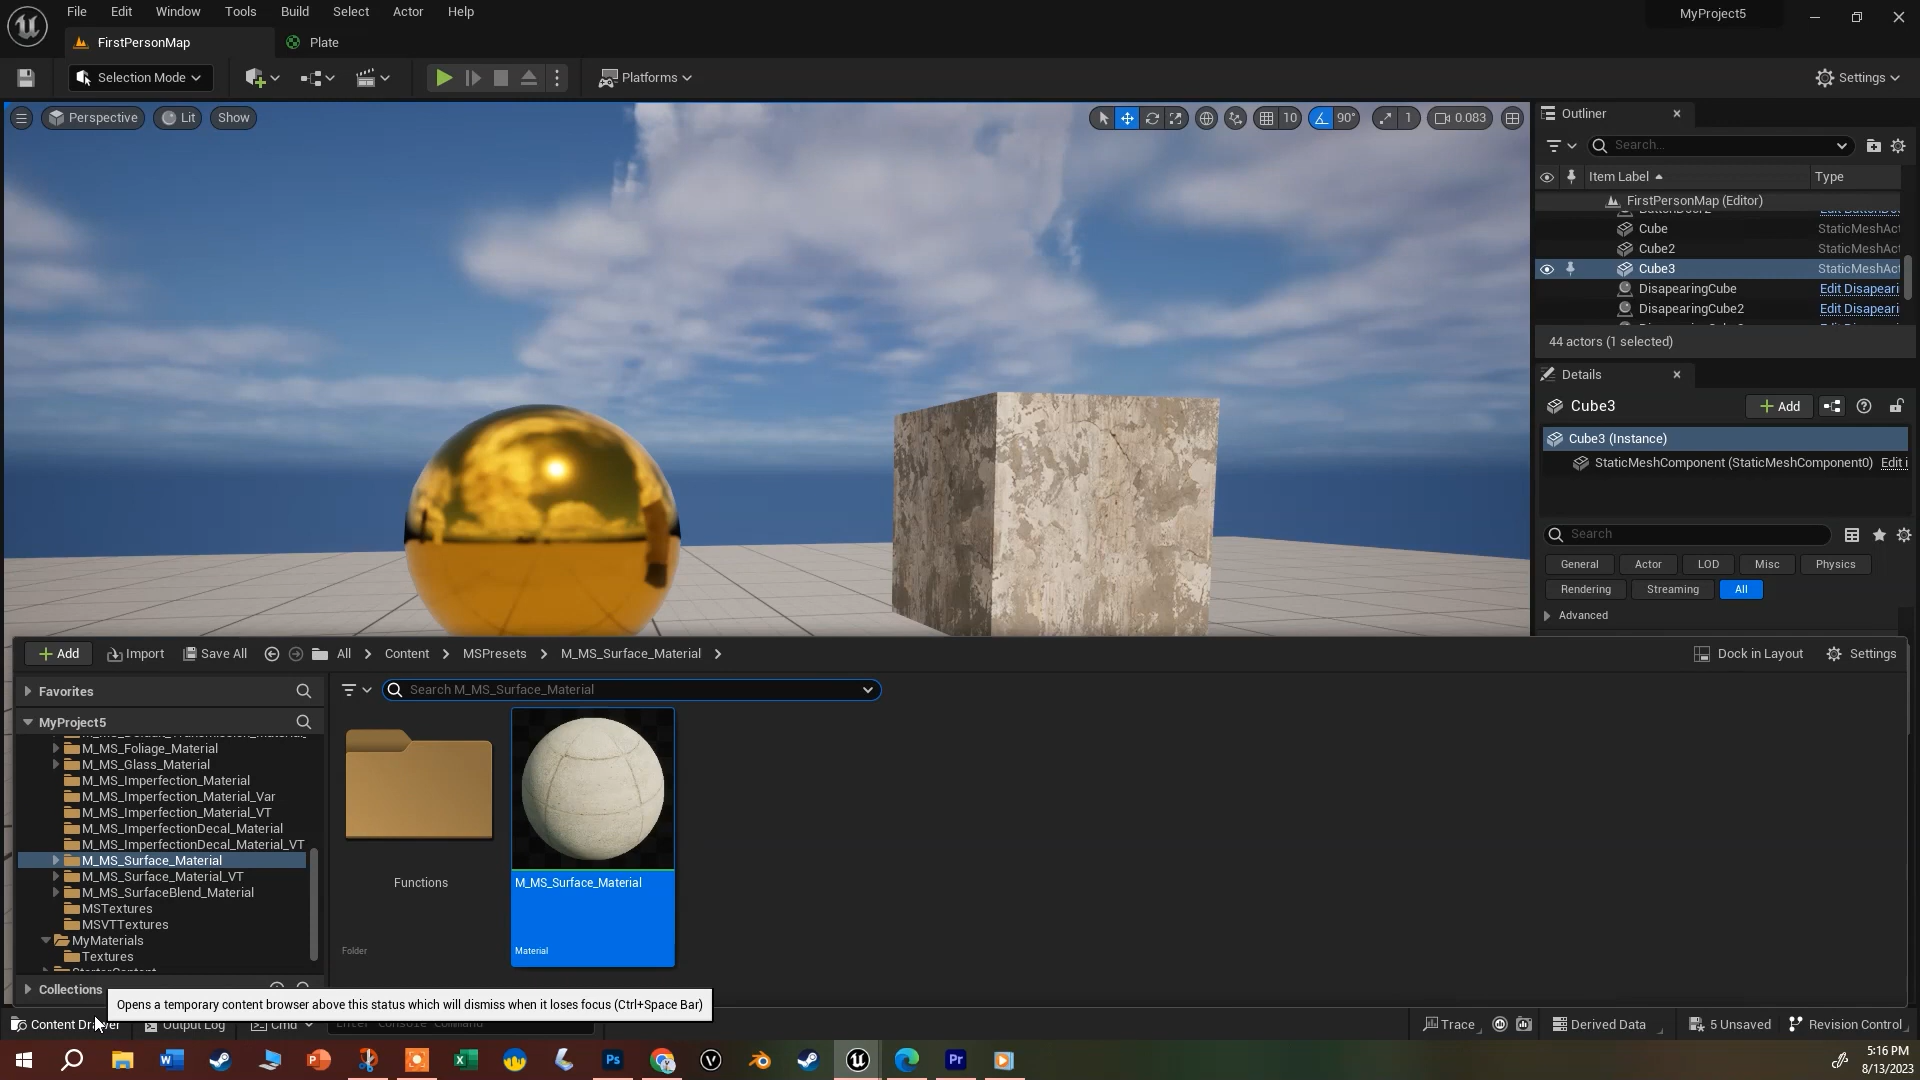 File Edit Window Tools Build Select Actor Help
MyProject5
FirstPersonMap
Plate
Selection Mode
Platforms
Settings
Perspective
Lit
Show
10
90°
1
0.083
Outliner
Search...
Item Label
Type
FirstPersonMap (Editor)
Cube StaticMeshAct
Cube2 StaticMeshAct
Cube3 StaticMeshAct
DisapearingCube Edit Disapeari
DisapearingCube2 Edit Disapeari
44 actors (1 selected)
Details
Cube3
Add
Cube3 (Instance)
StaticMeshComponent (StaticMeshComponent0) Edit i
Search
General Actor LOD Misc Physics
Rendering Streaming All
Advanced
Add
Import
Save All
All
Content
MSPresets
M_MS_Surface_Material
Dock in Layout
Settings
Favorites
MyProject5
M_MS_Foliage_Material
M_MS_Glass_Material
M_MS_Imperfection_Material
M_MS_Imperfection_Material_Var
M_MS_Imperfection_Material_VT
M_MS_ImperfectionDecal_Material
M_MS_ImperfectionDecal_Material_VT
M_MS_Surface_Material
M_MS_Surface_Material_VT
M_MS_SurfaceBlend_Material
MSTextures
MSVTTextures
MyMaterials
Textures
Collections
Search M_MS_Surface_Material
Functions
Folder
M_MS_Surface_Material
Material
Opens a temporary content browser above this status which will dismiss when it loses focus (Ctrl+Space Bar)
Content Drawer
Output Log
Cmd
Enter Console Command
Trace
Derived Data
5 Unsaved
Revision Control
5:16 PM
8/13/2023